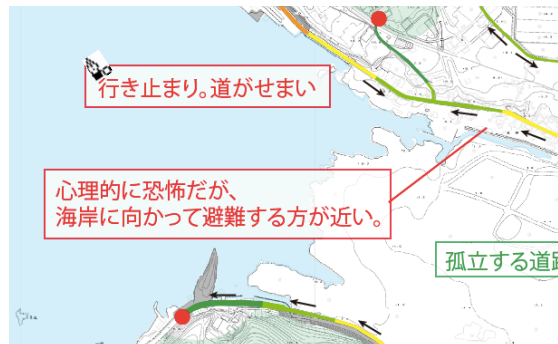 行き止まり。道がせまい
心理的に恐怖だが、
海岸に向かって避難する方が近い。
孤立する道路